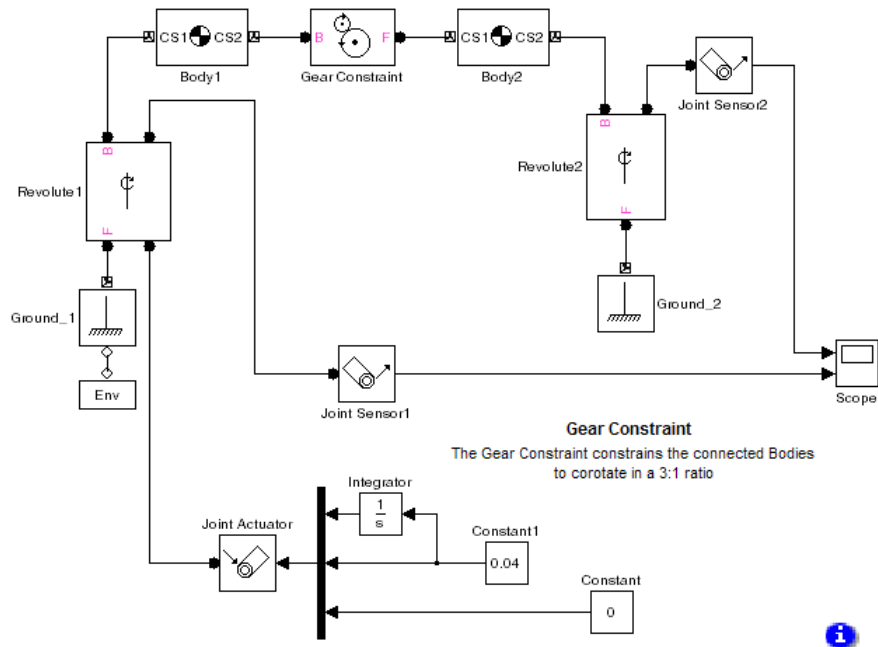 CS1 CS2
B F
CS1 CS2
Body1
Gear Constraint
Body2
Joint Sensor2
B
Revolute1
F
B
Revolute2
F
Ground_1
Env
Ground_2
Joint Sensor1
Scope
Gear Constraint
The Gear Constraint constrains the connected Bodies
to corotate in a 3:1 ratio
Integrator
1
s
Joint Actuator
Constant1
0.04
Constant
0
i